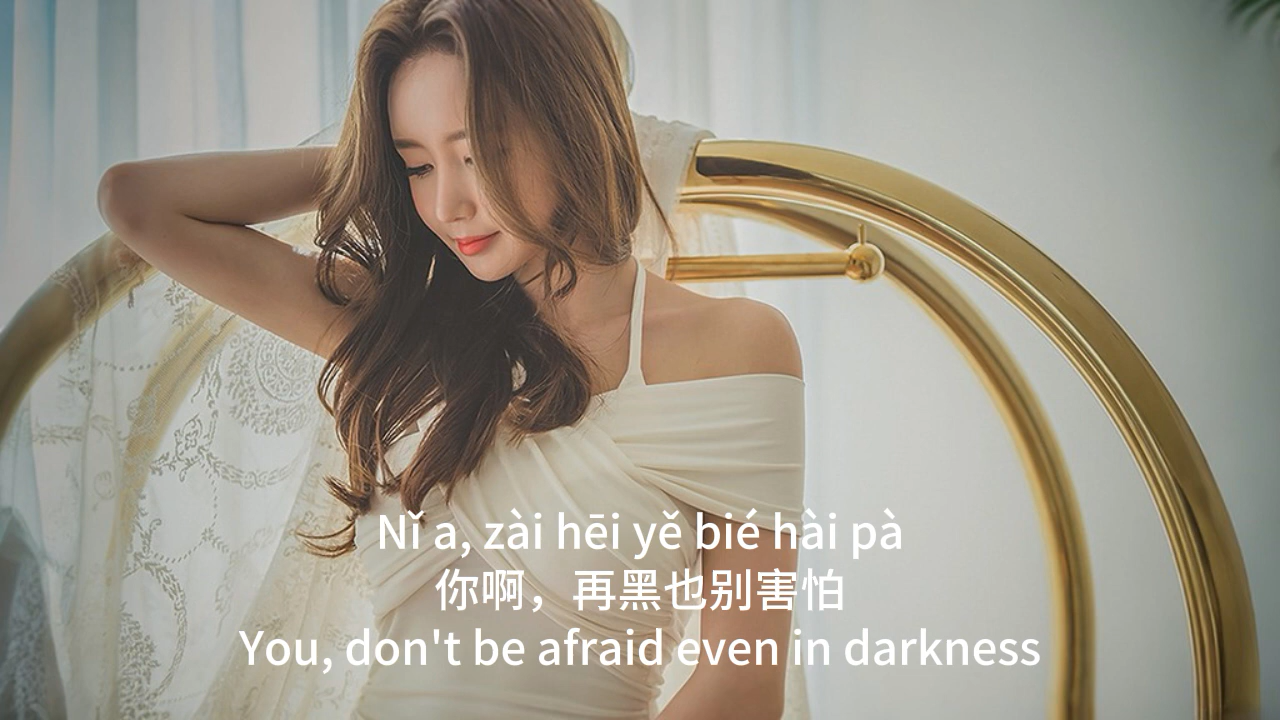 Nǐ a, zài hēi yě bié hài pà
你啊，再黑也别害怕
You, don't be afraid even in darkness